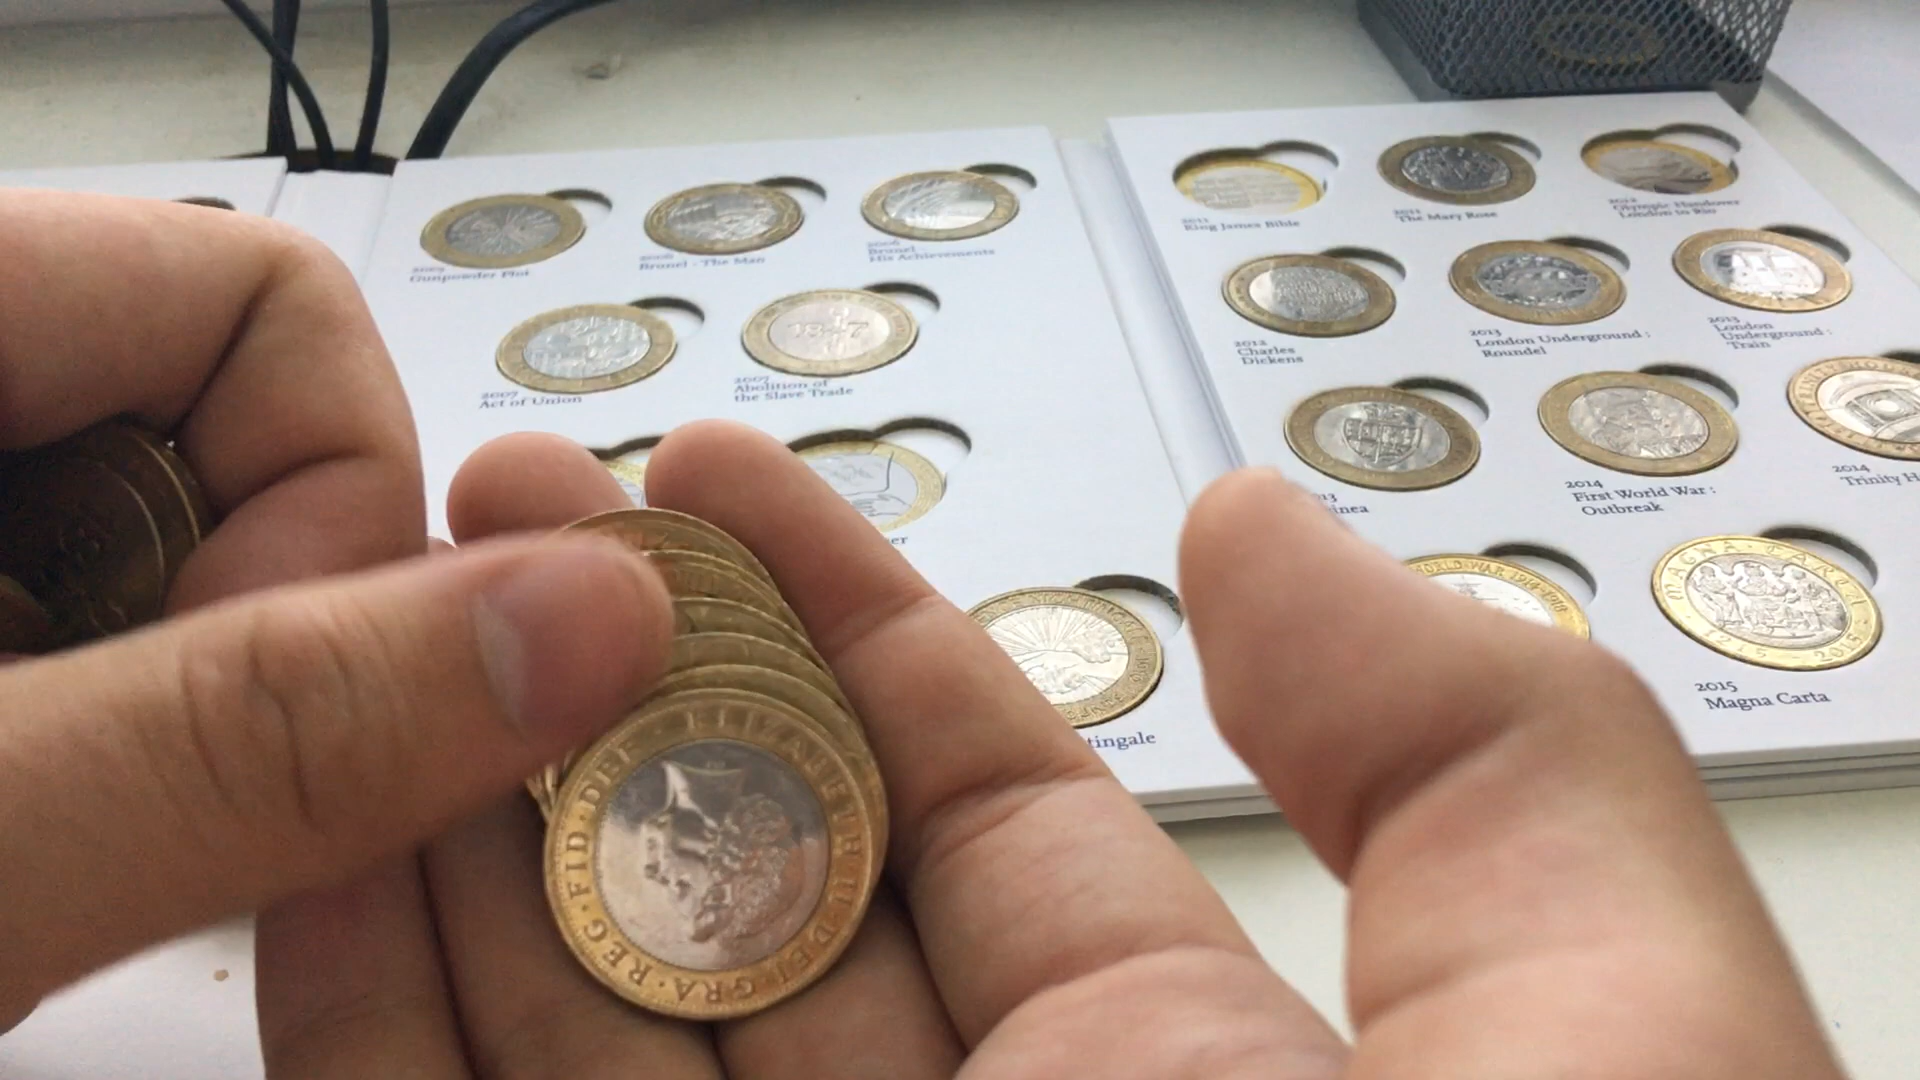 2005
Gunpowder Plot
2006
Brunel - The Man
2006
Brunel -
His Achievements
2007
Act of Union
1807
2007
Abolition of
the Slave Trade
tingale
2011
King James Bible
2011
The Mary Rose
2012
Olympic Handover
London to Rio
2012
Charles
Dickens
2013
London Underground :
Roundel
2013
London
Underground :
Train
13
inea
2014
First World War :
Outbreak
2014
Trinity H
WORLD WAR 1914-1918
MAGNA · CARTA
1215 - 2015
2015
Magna Carta
ELIZABETH II · DEI · GRA · REG · FID · DEF